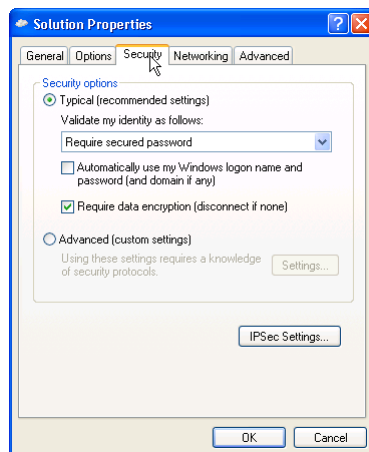 Solution Properties
General Options Security Networking Advanced
Security options
Typical (recommended settings)
Validate my identity as follows:
Require secured password
Automatically use my Windows logon name and
password (and domain if any)
Require data encryption (disconnect if none)
Advanced (custom settings)
Using these settings requires a knowledge
of security protocols.
Settings...
IPSec Settings...
OK Cancel